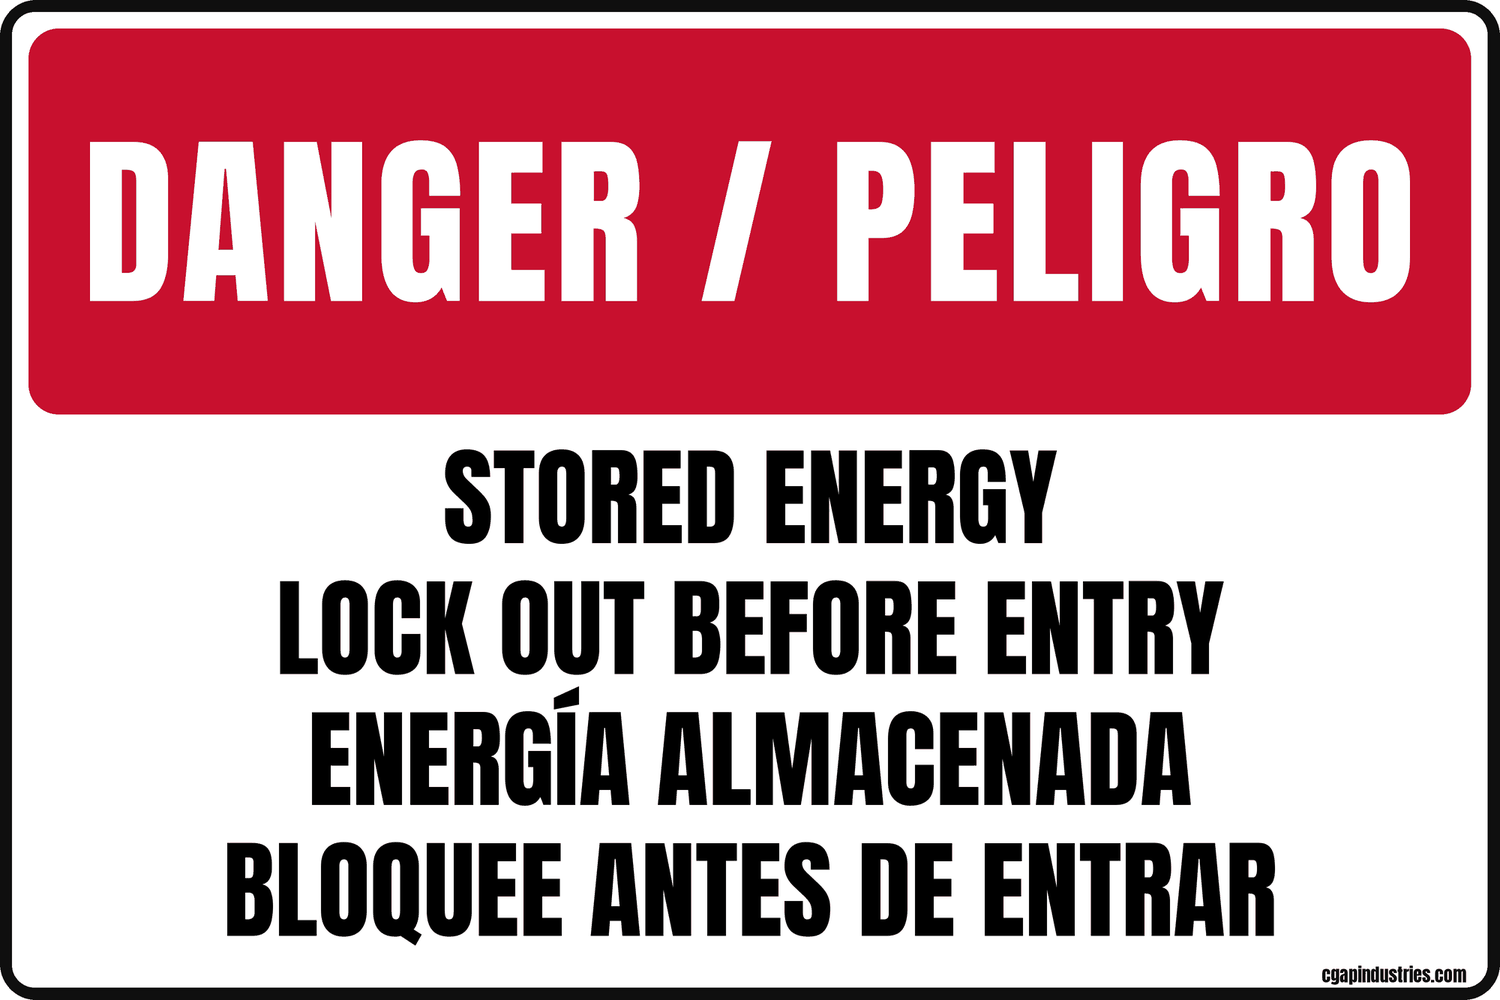 DANGER / PELIGRO
STORED ENERGY
LOCK OUT BEFORE ENTRY
ENERGÍA ALMACENADA
BLOQUEE ANTES DE ENTRAR
cgapindustries.com